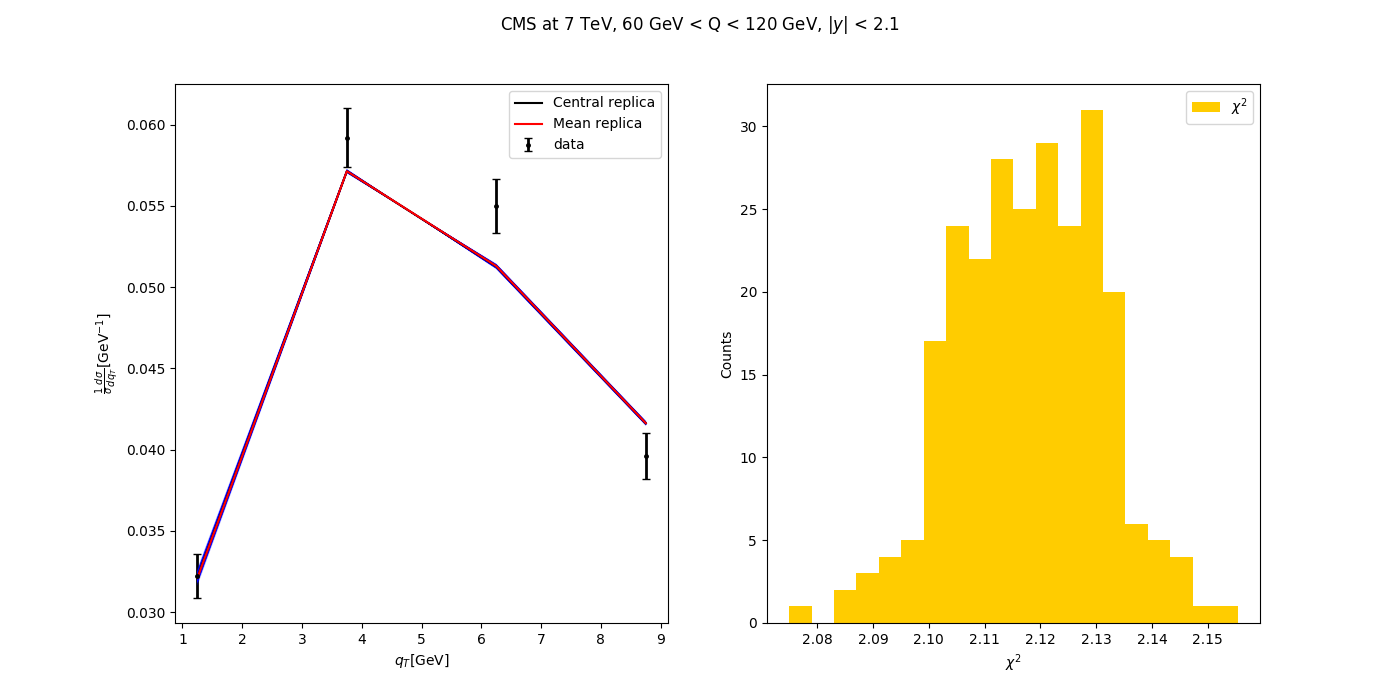 CMS at 7 TeV, 60 GeV < Q < 120 GeV, |y| < 2.1
Central replica
Mean replica
data
0.060
0.055
0.050
0.045
0.040
0.035
0.030
1 2 3 4 5 6 7 8 9
q_T[GeV]
1/σ dσ/dq_T [GeV⁻¹]
χ²
30
25
20
15
10
5
0
Counts
2.08 2.09 2.10 2.11 2.12 2.13 2.14 2.15
χ²